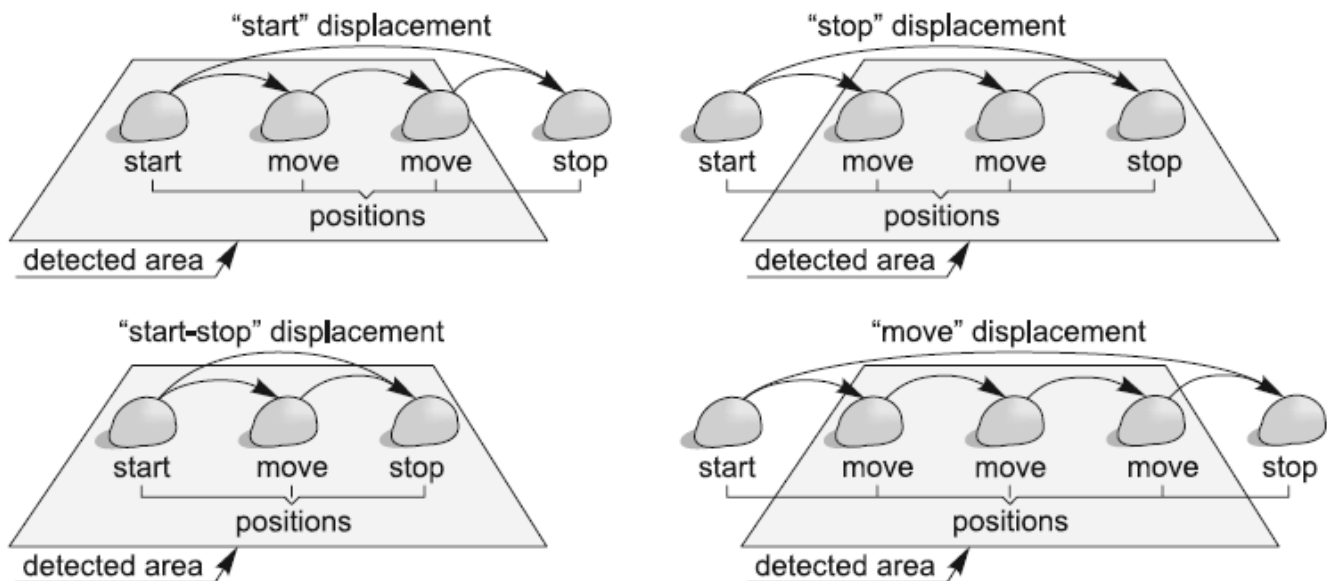 “start” displacement
start move move stop
positions
detected area
“stop” displacement
start move move stop
positions
detected area
“start-stop” displacement
start move stop
positions
detected area
“move” displacement
start move move move stop
positions
detected area